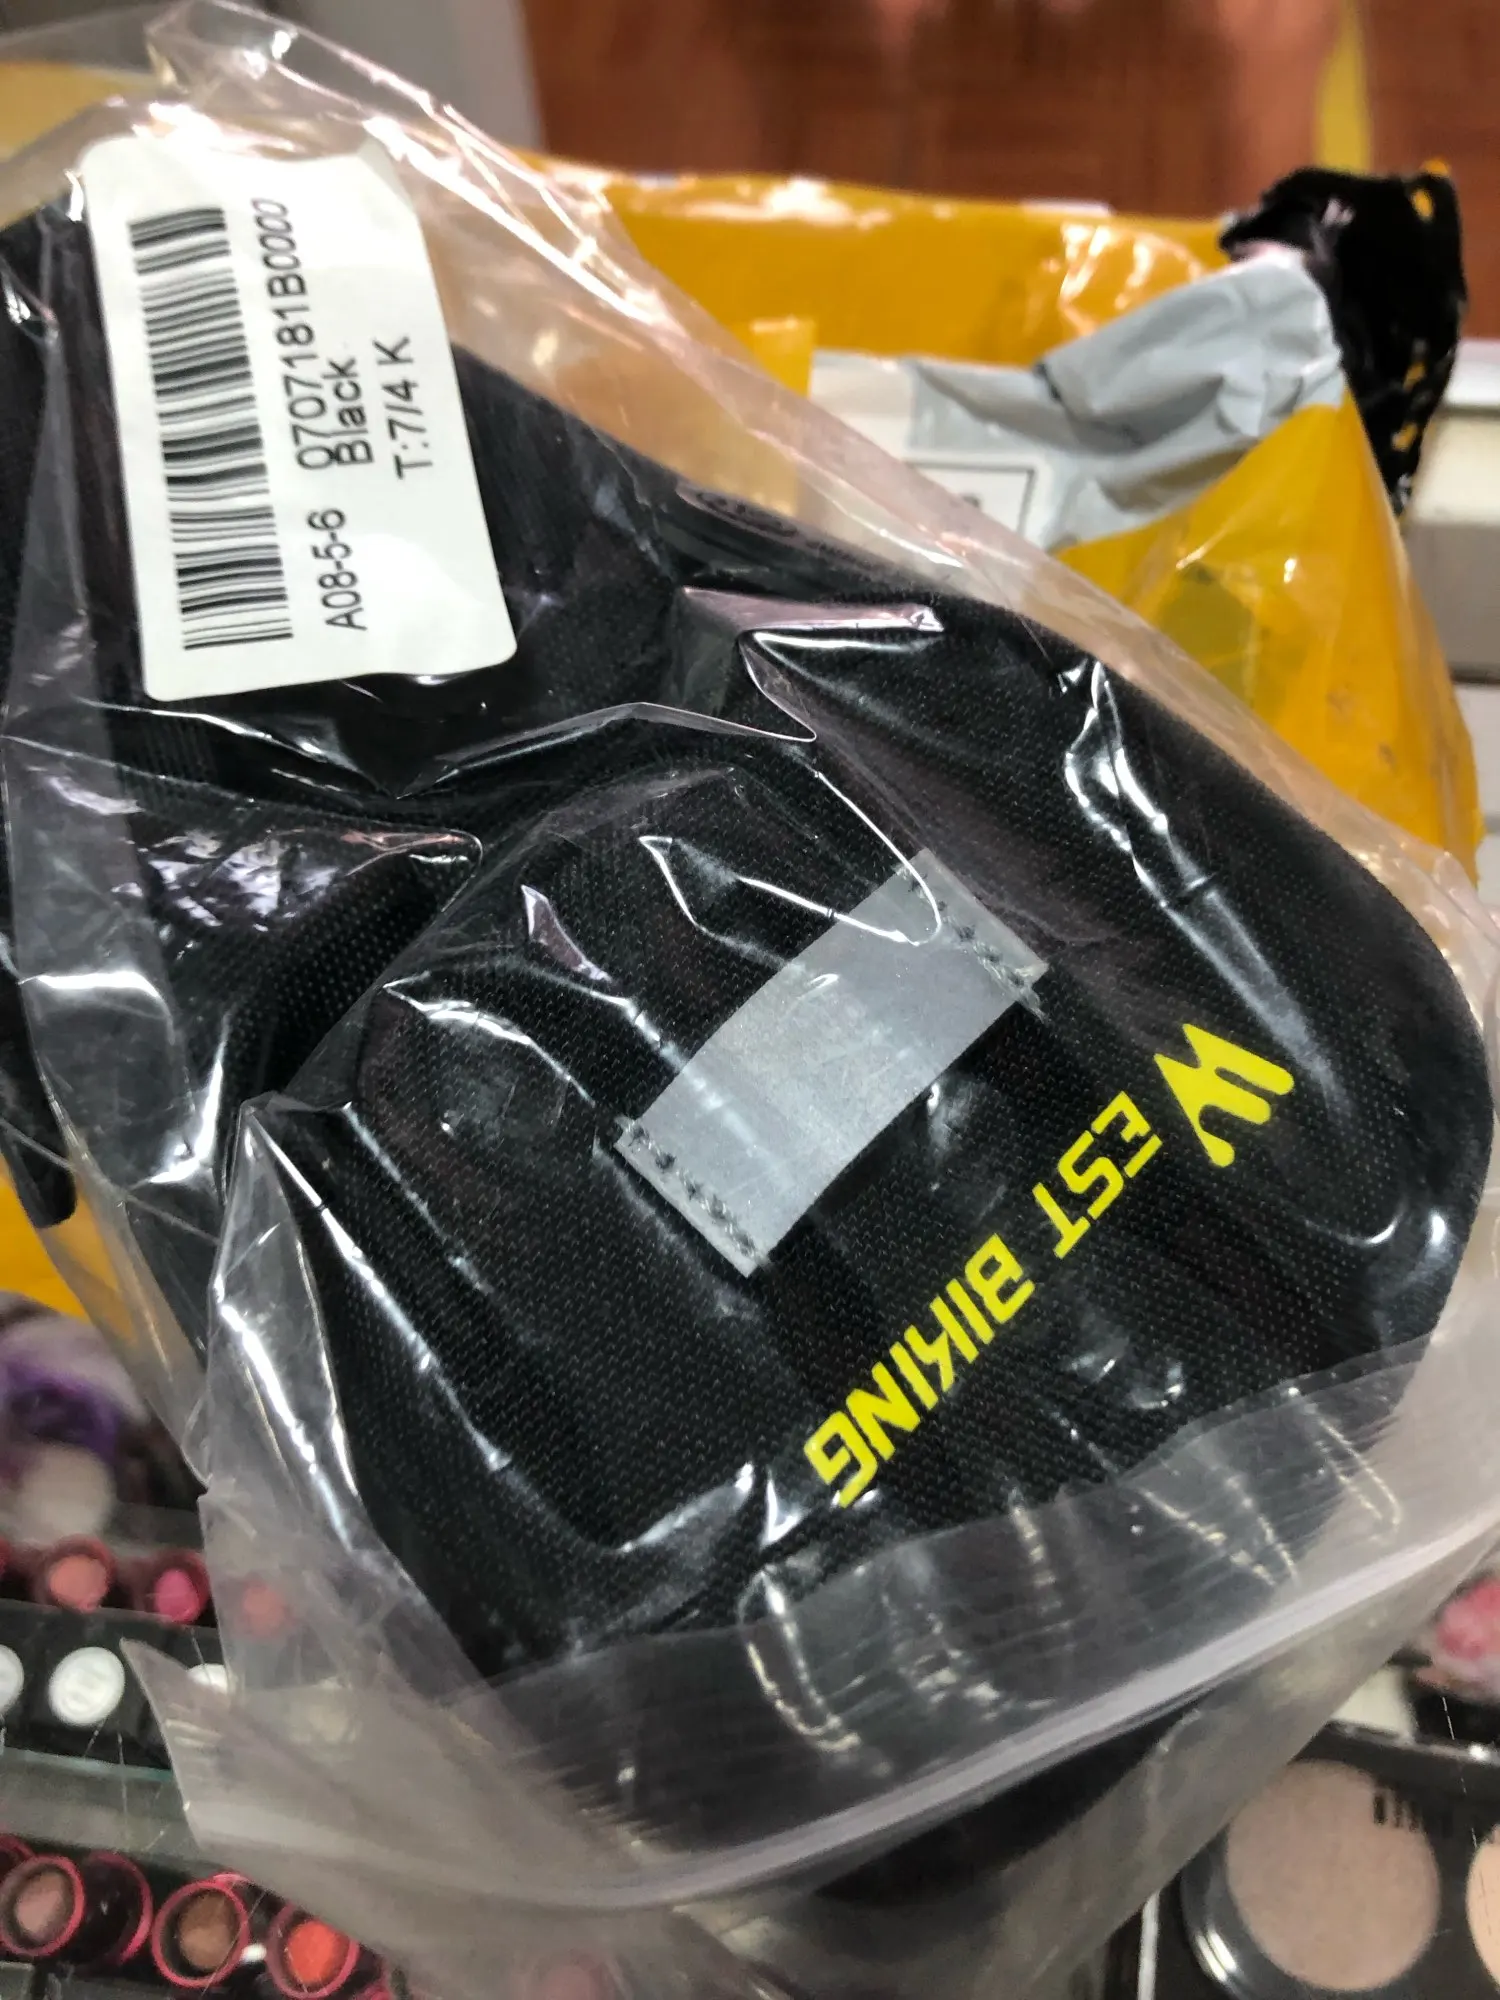 0707181B0000
A08-5-6 Black
T:7/4 K
WEST BIKING